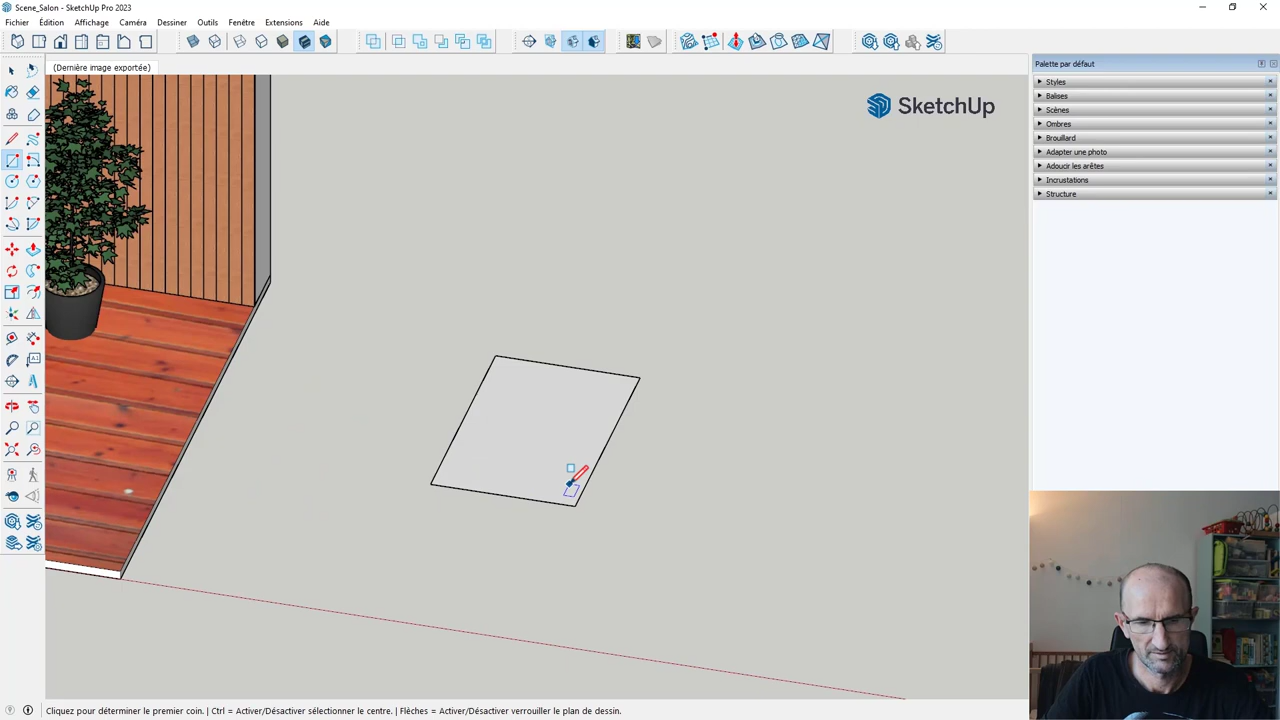 Scene_Salon - SketchUp Pro 2023
Fichier Édition Affichage Caméra Dessiner Outils Fenêtre Extensions Aide
(Dernière image exportée)
Palette par défaut
Styles
Balises
Scènes
Ombres
Brouillard
Adapter une photo
Adoucir les arêtes
Incrustations
Structure
SketchUp
Cliquez pour déterminer le premier coin. | Ctrl = Activer/Désactiver sélectionner le centre. | Flèches = Activer/Désactiver verrouiller le plan de dessin.